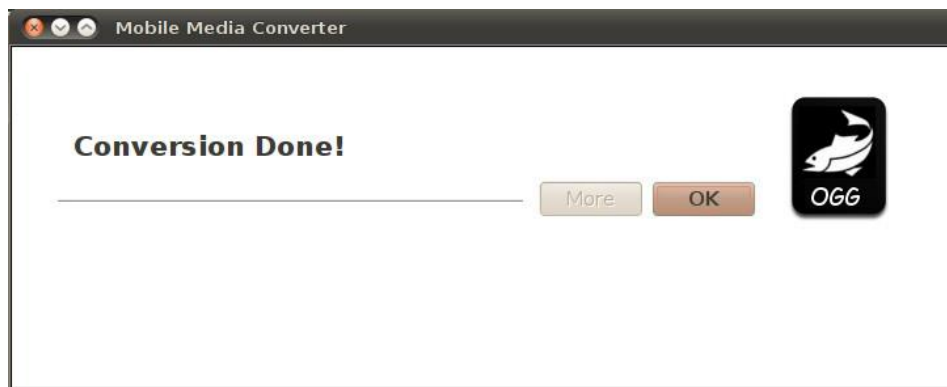 Mobile Media Converter
Conversion Done!
More
OK
OGG